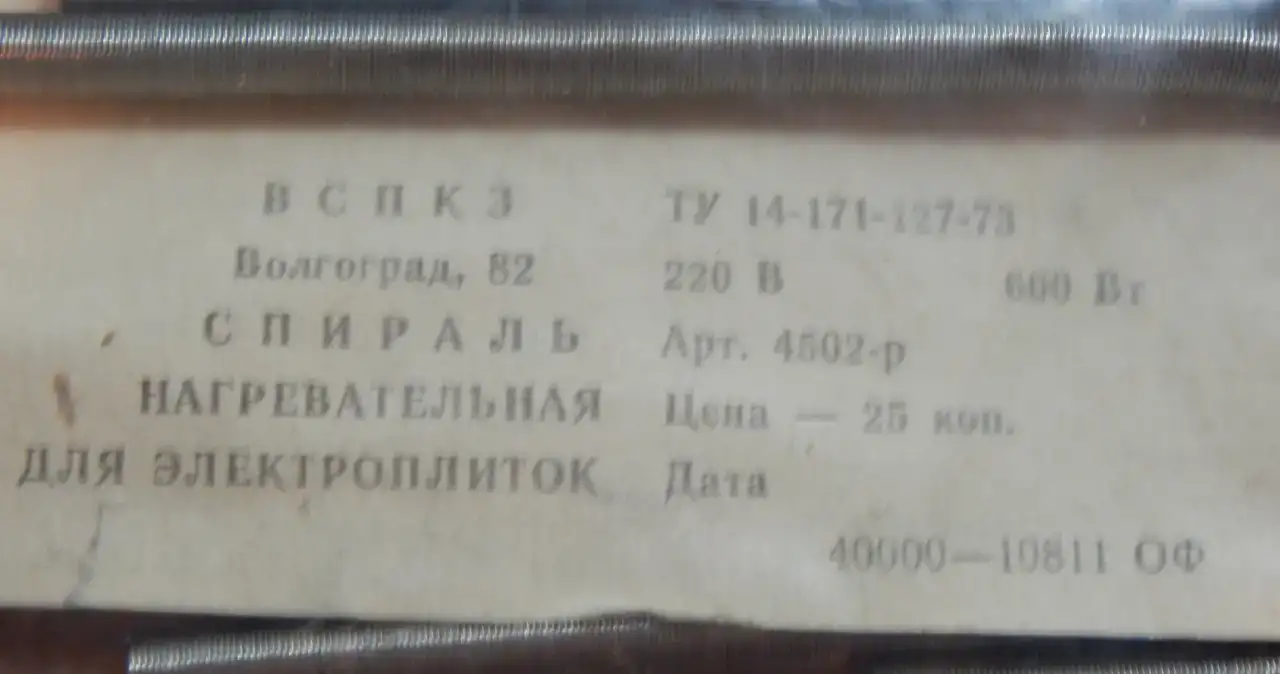 В С П К З
Волгоград, 82
С П И Р А Л Ь
НАГРЕВАТЕЛЬНАЯ
ДЛЯ ЭЛЕКТРОПЛИТОК
ТУ 14-171-127-73
220 В 600 Вт
Арт. 4502-р
Цена — 25 коп.
Дата
40000—10811 ОФ